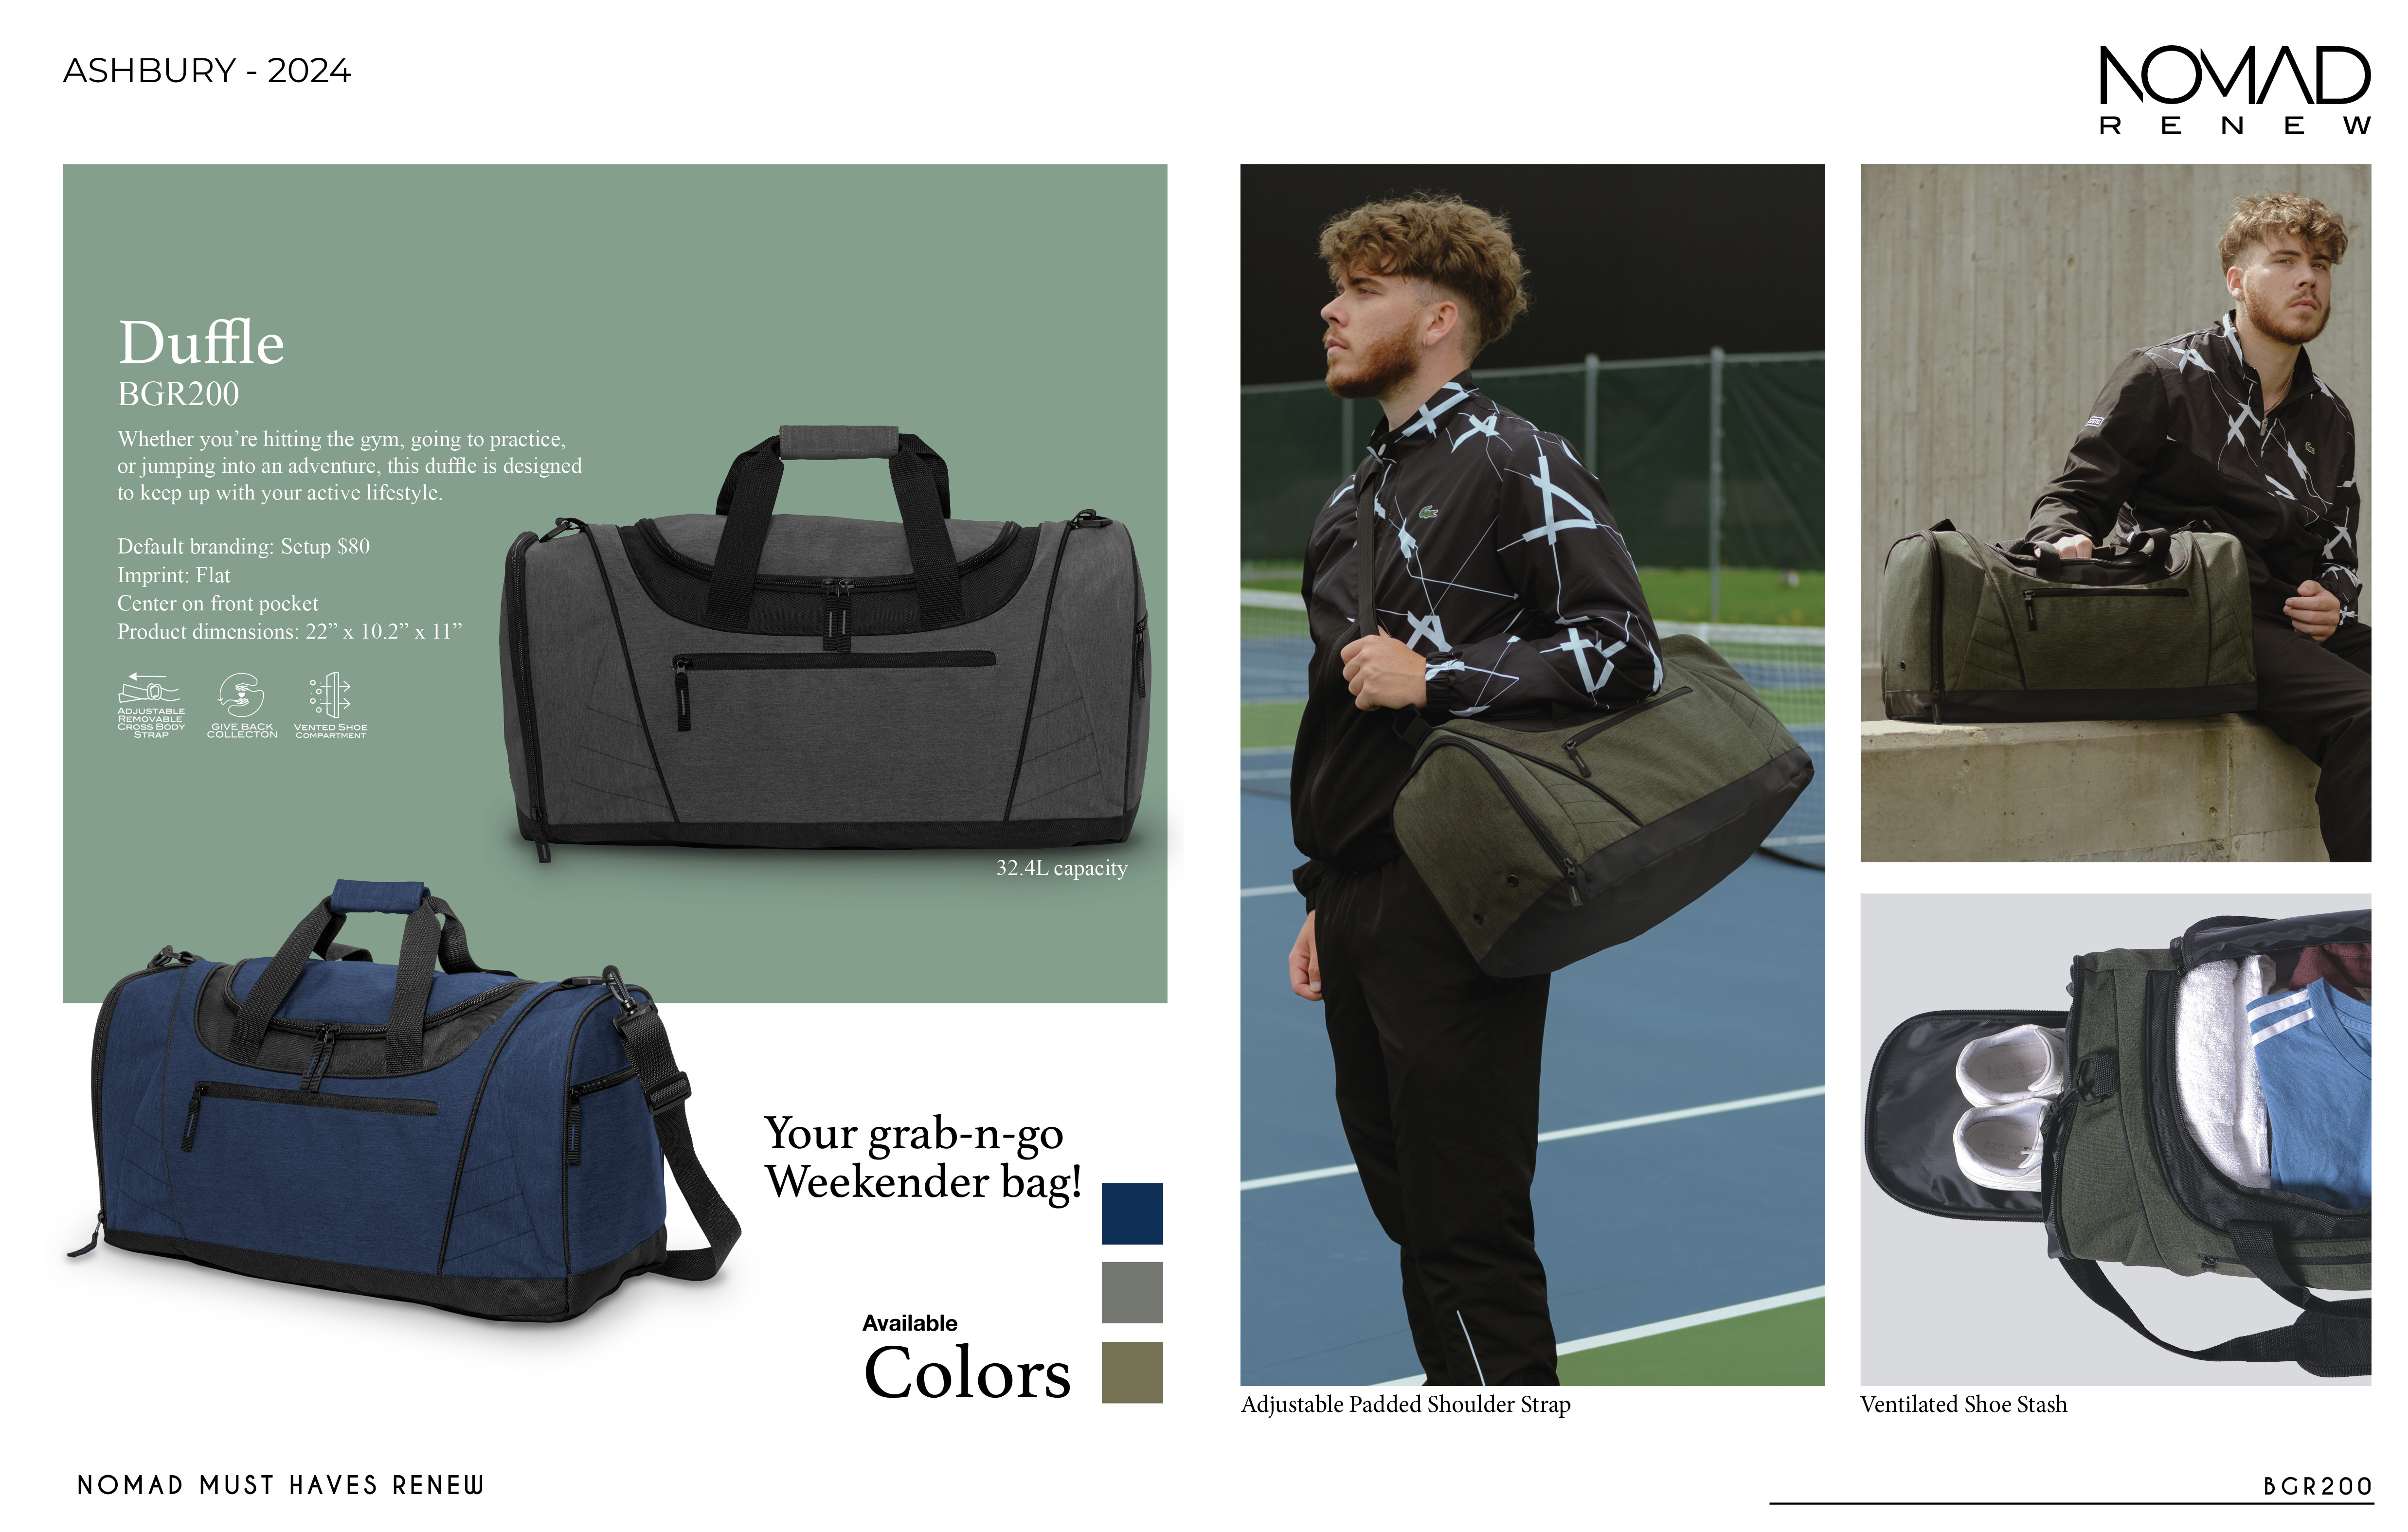 ASHBURY - 2024
NOMAD
RENEW
Duffle
BGR200
Whether you’re hitting the gym, going to practice,
or jumping into an adventure, this duffle is designed
to keep up with your active lifestyle.
Default branding: Setup $80
Imprint: Flat
Center on front pocket
Product dimensions: 22” x 10.2” x 11”
ADJUSTABLE
REMOVABLE
CROSS BODY
STRAP
GIVE BACK
COLLECTON
VENTED SHOE
COMPARTMENT
32.4L capacity
Your grab-n-go
Weekender bag!
Available
Colors
Adjustable Padded Shoulder Strap
Ventilated Shoe Stash
NOMAD MUST HAVES RENEW
BGR200